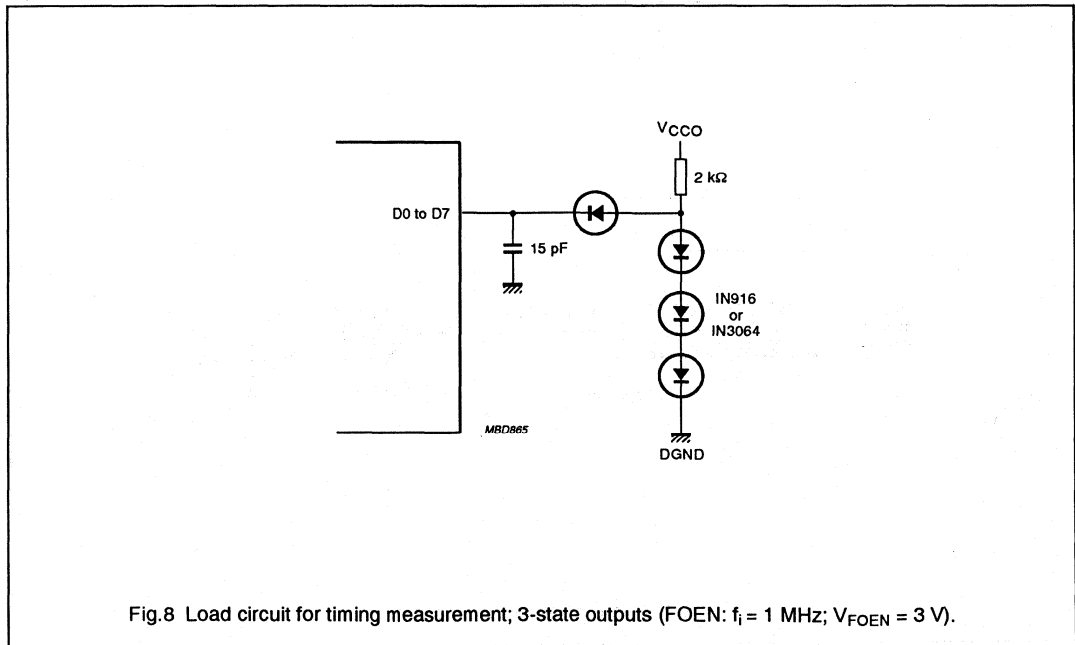 VCCO
2 kΩ
D0 to D7
15 pF
IN916
or
IN3064
MBD865
DGND
Fig.8 Load circuit for timing measurement; 3-state outputs (FOEN: fi = 1 MHz; VFOEN = 3 V).